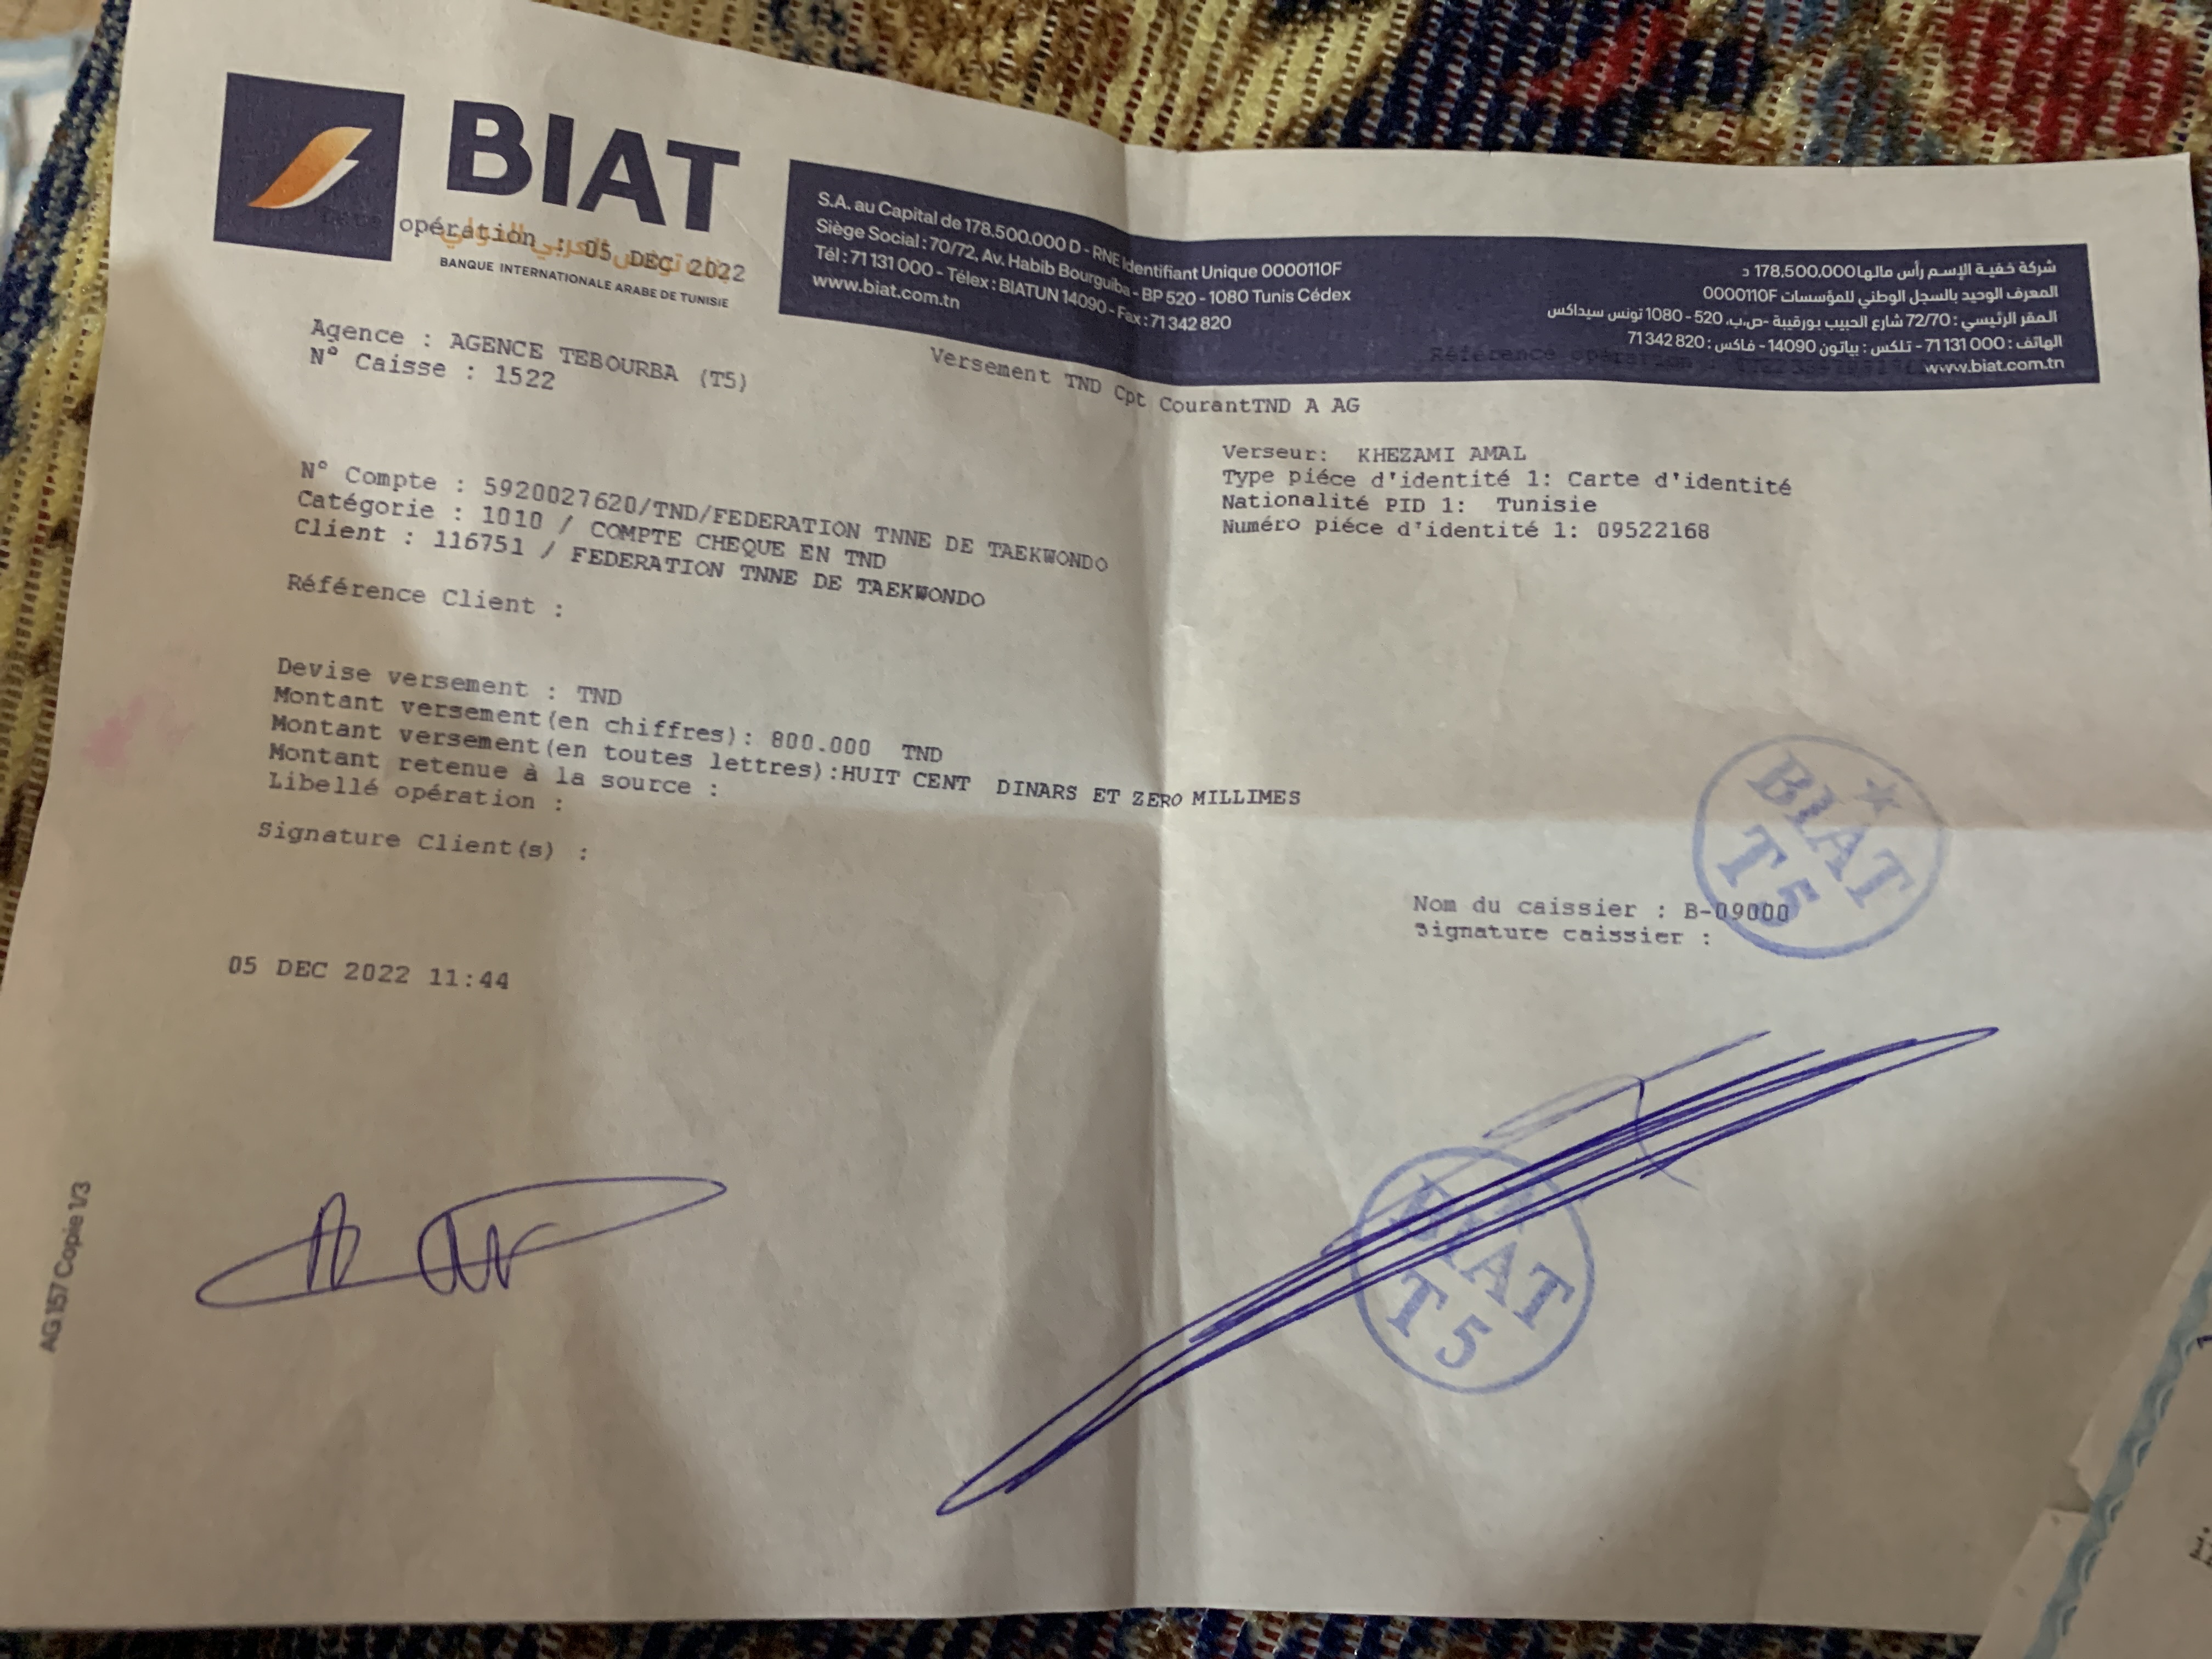 BIAT
بنك تونس العربي الدولي
opération : 05 DEC 2022
BANQUE INTERNATIONALE ARABE DE TUNISIE
S.A. au Capital de 178.500.000 D - RNE Identifiant Unique 0000110F
Siège Social : 70/72, Av. Habib Bourguiba - BP 520 - 1080 Tunis Cédex
Tél : 71 131 000 - Télex : BIATUN 14090 - Fax : 71 342 820
www.biat.com.tn
شركة خفية الإسم رأس مالها 178.500.000 د
المعرف الوحيد بالسجل الوطني للمؤسسات 0000110F
المقر الرئيسي : 72/70 شارع الحبيب بورقيبة -ص.ب. 520 - 1080 تونس سيداكس
الهاتف : 71 131 000 - تلكس : بياتون 14090 - فاكس : 71 342 820
www.biat.com.tn
Référence opération :
Agence : AGENCE TEBOURBA (T5)
N° Caisse : 1522
Versement TND Cpt CourantTND A AG
Verseur: KHEZAMI AMAL
Type piéce d'identité 1: Carte d'identité
Nationalité PID 1: Tunisie
Numéro piéce d'identité 1: 09522168
N° Compte : 5920027620/TND/FEDERATION TNNE DE TAEKWONDO
Catégorie : 1010 / COMPTE CHEQUE EN TND
Client : 116751 / FEDERATION TNNE DE TAEKWONDO
Référence Client :
Devise versement : TND
Montant versement(en chiffres): 800.000 TND
Montant versement(en toutes lettres):HUIT CENT DINARS ET ZERO MILLIMES
Montant retenue à la source :
Libellé opération :
Signature Client(s) :
BIAT
T5
Nom du caissier : B-09000
Signature caissier :
05 DEC 2022 11:44
BIAT
T5
AG 157 Copie 1/3